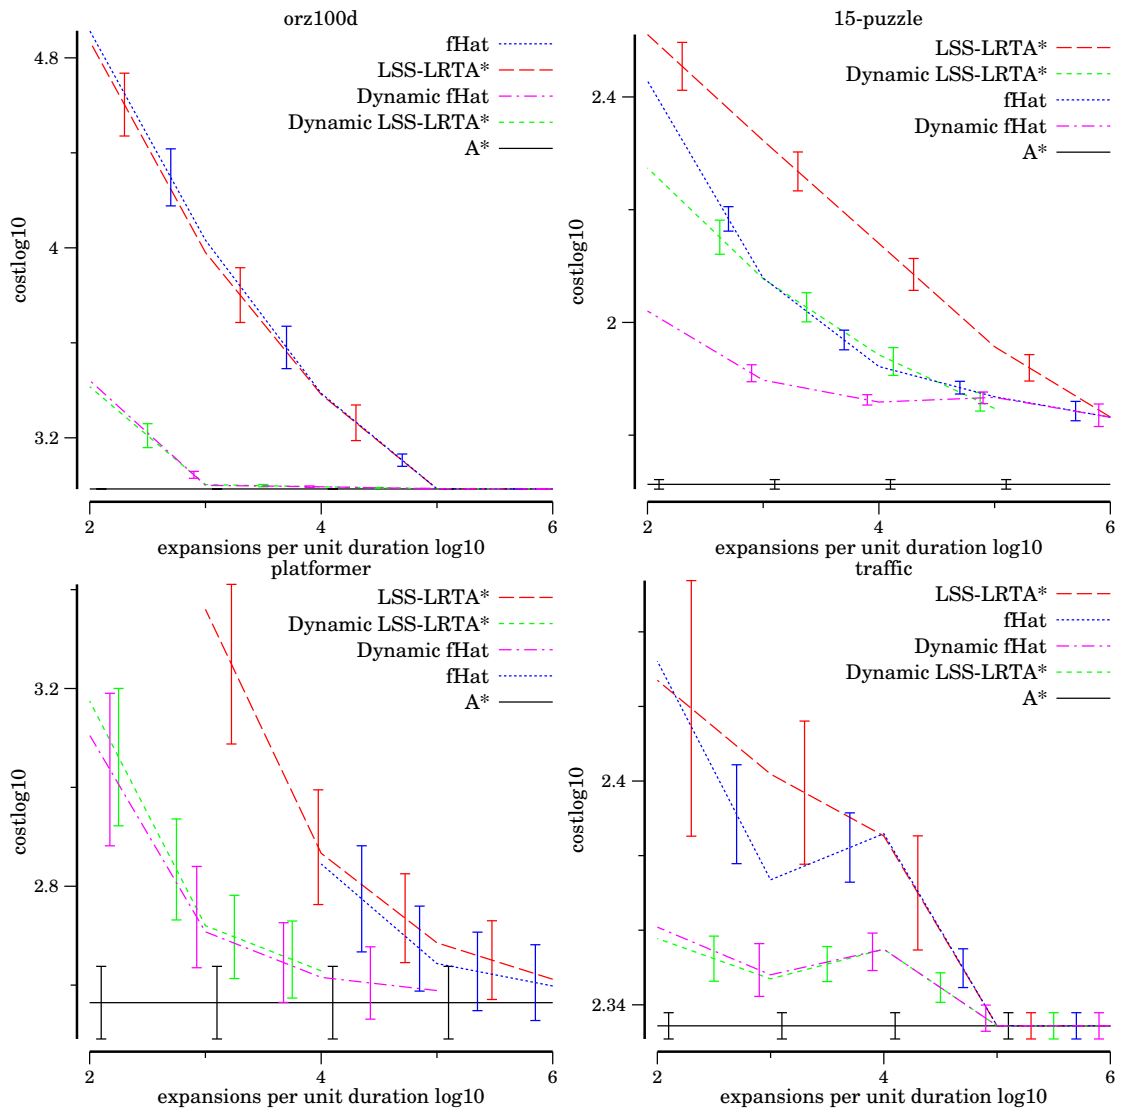 orz100d
fHat
LSS-LRTA*
Dynamic fHat
Dynamic LSS-LRTA*
A*
4.8
4
3.2
costlog10
2 4 6
expansions per unit duration log10
15-puzzle
LSS-LRTA*
Dynamic LSS-LRTA*
fHat
Dynamic fHat
A*
2.4
2
costlog10
2 4 6
expansions per unit duration log10
platformer
LSS-LRTA*
Dynamic LSS-LRTA*
Dynamic fHat
fHat
A*
3.2
2.8
costlog10
2 4 6
expansions per unit duration log10
traffic
LSS-LRTA*
fHat
Dynamic fHat
Dynamic LSS-LRTA*
A*
2.4
2.34
costlog10
2 4 6
expansions per unit duration log10